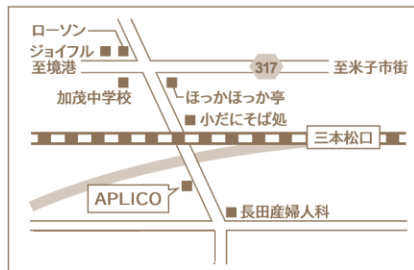 ローソン
ジョイフル
至境港
317
至米子市街
加茂中学校
ほっかほっか亭
小だにそば処
三本松口
APLICO
長田産婦人科